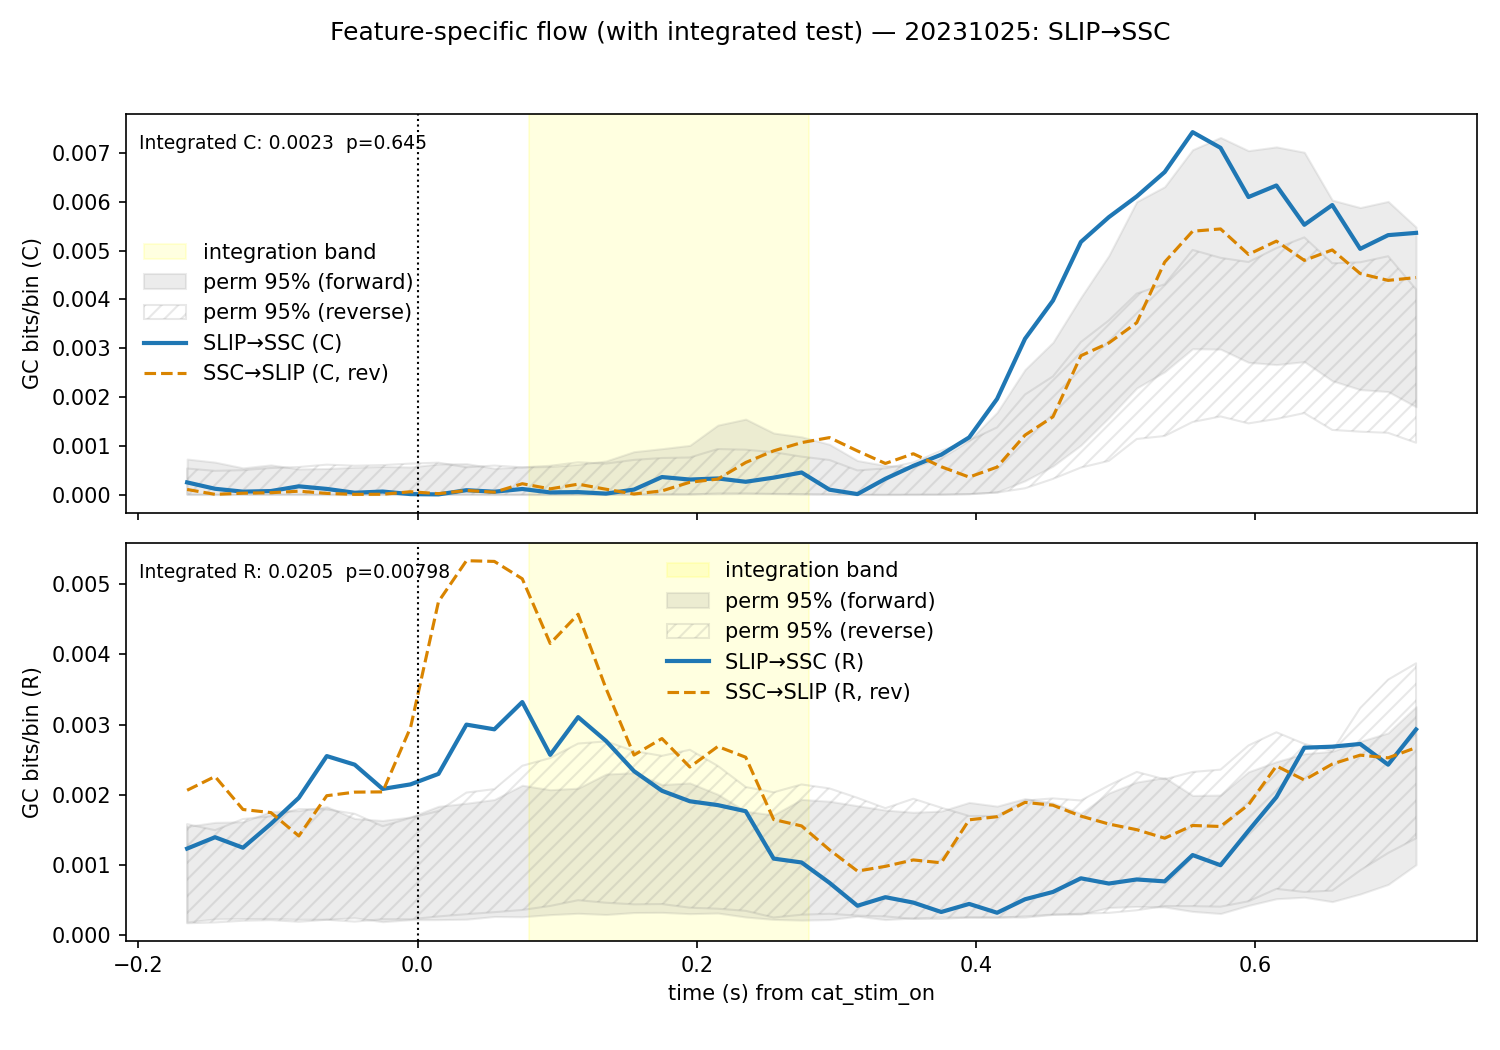 Feature-specific flow (with integrated test) — 20231025: SLIP→SSC
Integrated C: 0.0023  p=0.645
integration band
perm 95% (forward)
perm 95% (reverse)
SLIP→SSC (C)
SSC→SLIP (C, rev)
GC bits/bin (C)
0.007
0.006
0.005
0.004
0.003
0.002
0.001
0.000
Integrated R: 0.0205  p=0.00798
integration band
perm 95% (forward)
perm 95% (reverse)
SLIP→SSC (R)
SSC→SLIP (R, rev)
GC bits/bin (R)
0.005
0.004
0.003
0.002
0.001
0.000
−0.2 0.0 0.2 0.4 0.6
time (s) from cat_stim_on